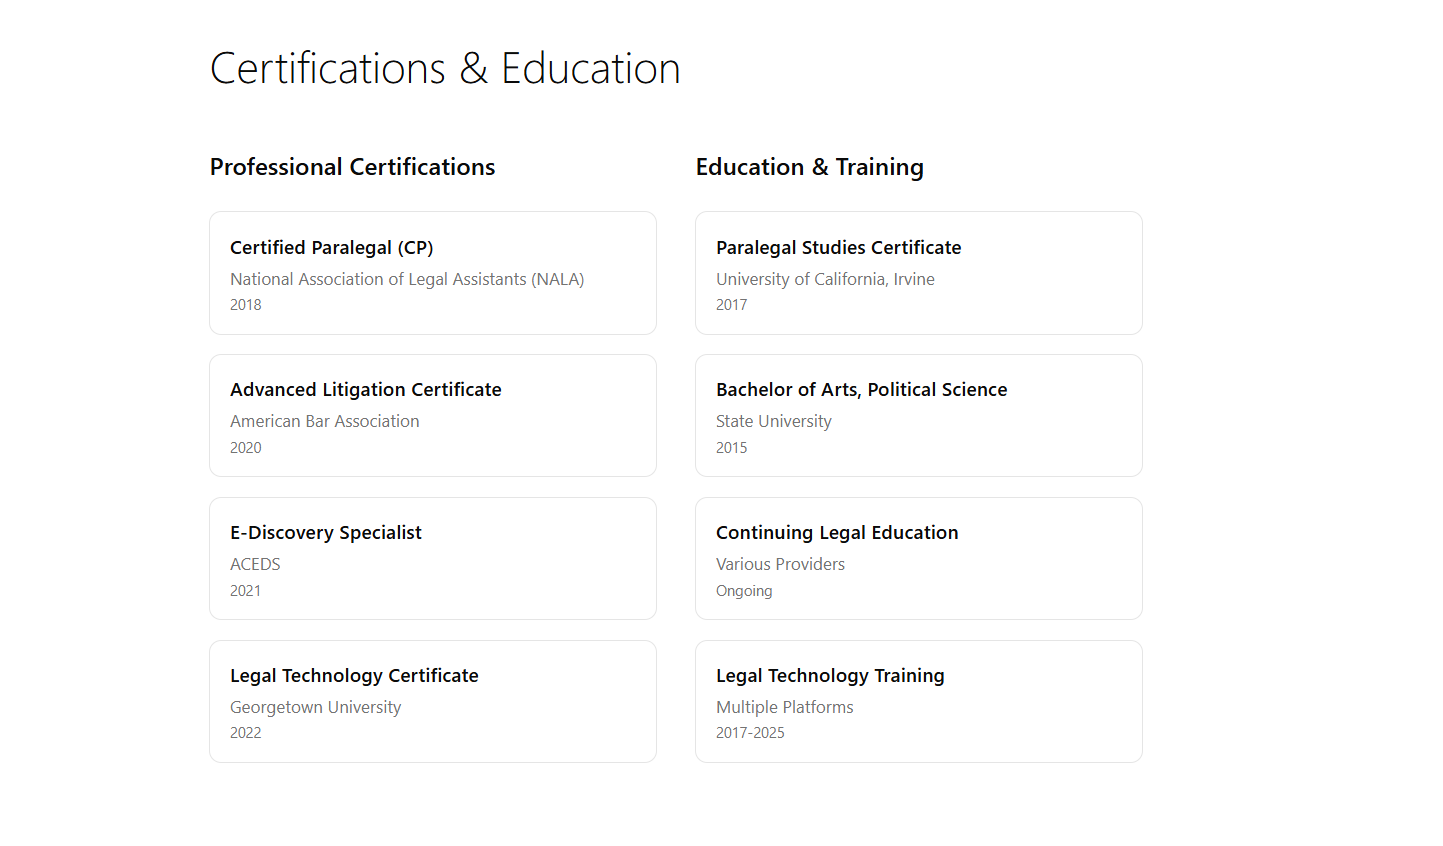 Certifications & Education
Professional Certifications
Certified Paralegal (CP)
National Association of Legal Assistants (NALA)
2018
Advanced Litigation Certificate
American Bar Association
2020
E-Discovery Specialist
ACEDS
2021
Legal Technology Certificate
Georgetown University
2022
Education & Training
Paralegal Studies Certificate
University of California, Irvine
2017
Bachelor of Arts, Political Science
State University
2015
Continuing Legal Education
Various Providers
Ongoing
Legal Technology Training
Multiple Platforms
2017-2025